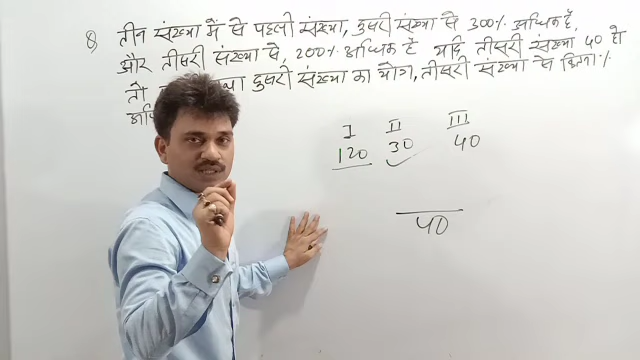 Q) तीन संख्या में से पहली संख्या, दुसरी संख्या से 300% अधिक है,
और तीसरी संख्या से, 200% अधिक है यदि तीसरी संख्या 40 हो
तो दुसरी संख्या का योग, तीसरी संख्या से कितना %
I II III
120 30 40
40